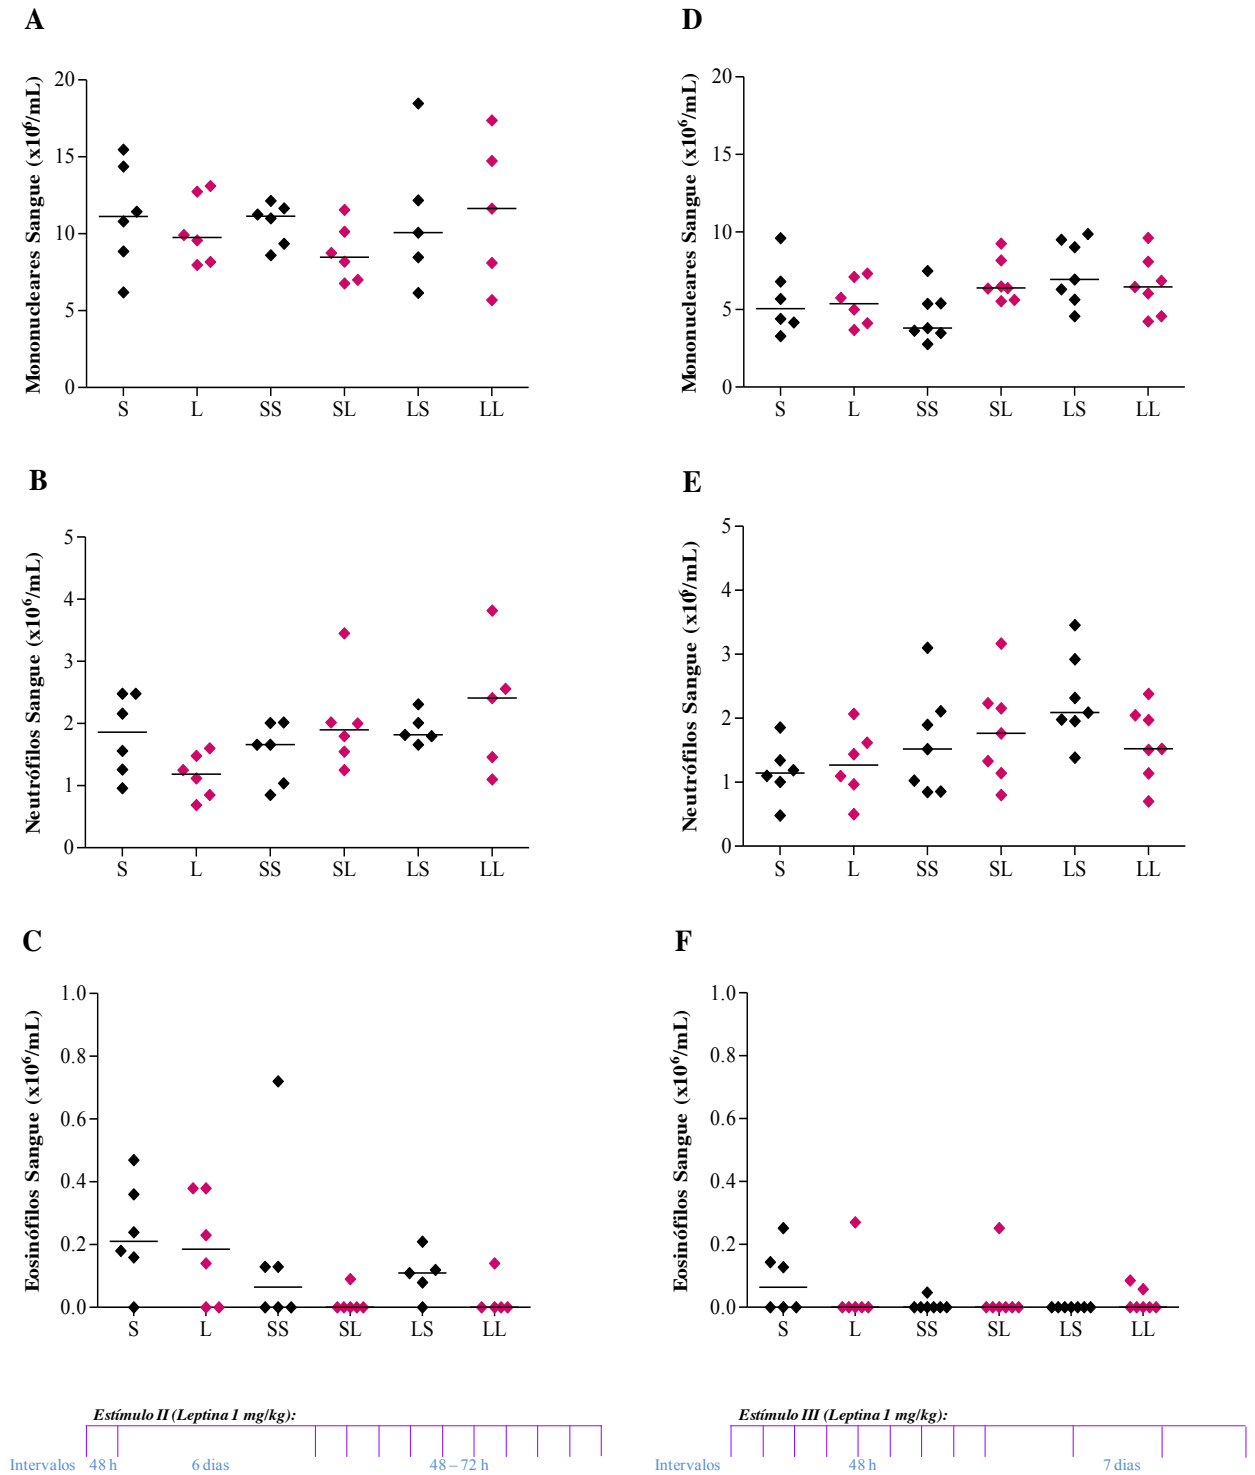 A
Mononucleares Sangue (x10⁶/mL)
20
15
10
5
0
S L SS SL LS LL
D
Mononucleares Sangue (x10⁶/mL)
20
15
10
5
0
S L SS SL LS LL
B
Neutrófilos Sangue (x10⁶/mL)
5
4
3
2
1
0
S L SS SL LS LL
E
Neutrófilos Sangue (x10⁶/mL)
5
4
3
2
1
0
S L SS SL LS LL
C
Eosinófilos Sangue (x10⁶/mL)
1.0
0.8
0.6
0.4
0.2
0.0
S L SS SL LS LL
F
Eosinófilos Sangue (x10⁶/mL)
1.0
0.8
0.6
0.4
0.2
0.0
S L SS SL LS LL
Estímulo II (Leptina 1 mg/kg):
Intervalos 48 h 6 dias 48 – 72 h
Estímulo III (Leptina 1 mg/kg):
Intervalos 48 h 7 dias